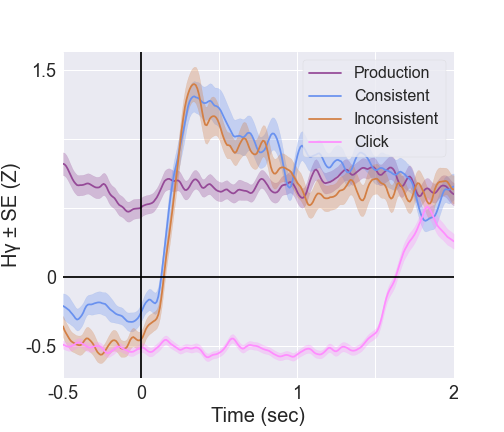 1.5
Production
Consistent
Inconsistent
Click
Hγ ± SE (Z)
0
-0.5
-0.5 0 1 2
Time (sec)